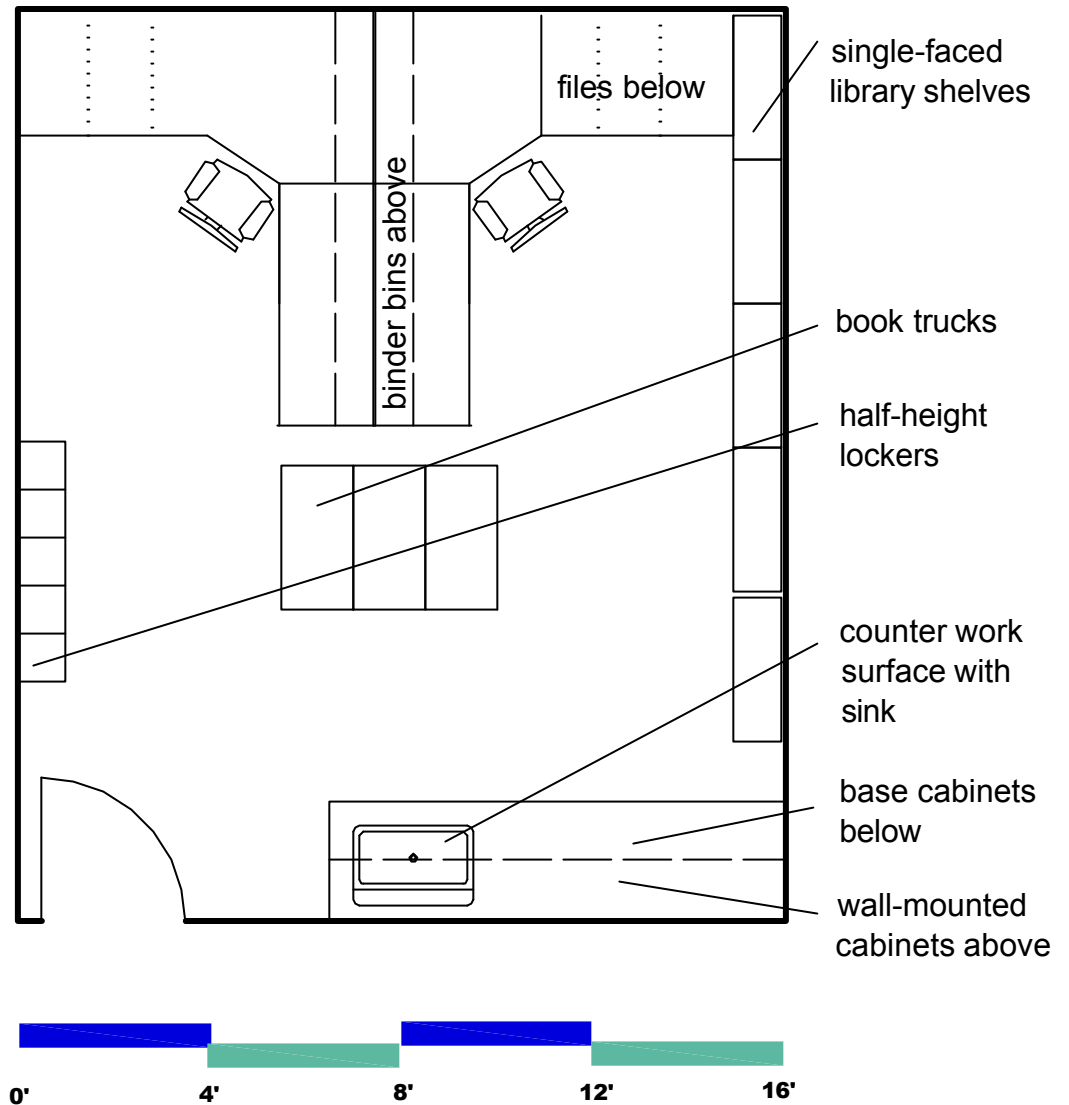 single-faced
library shelves
files below
binder bins above
book trucks
half-height
lockers
counter work
surface with
sink
base cabinets
below
wall-mounted
cabinets above
0' 4' 8' 12' 16'